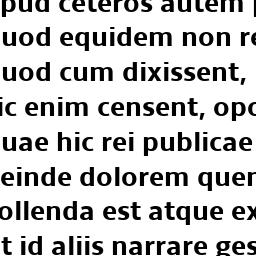 pud ceteros autem p
uod equidem non re
uod cum dixissent,
ic enim censent, opo
uae hic rei publicae
einde dolorem quer
ollenda est atque ex
t id aliis narrare ges